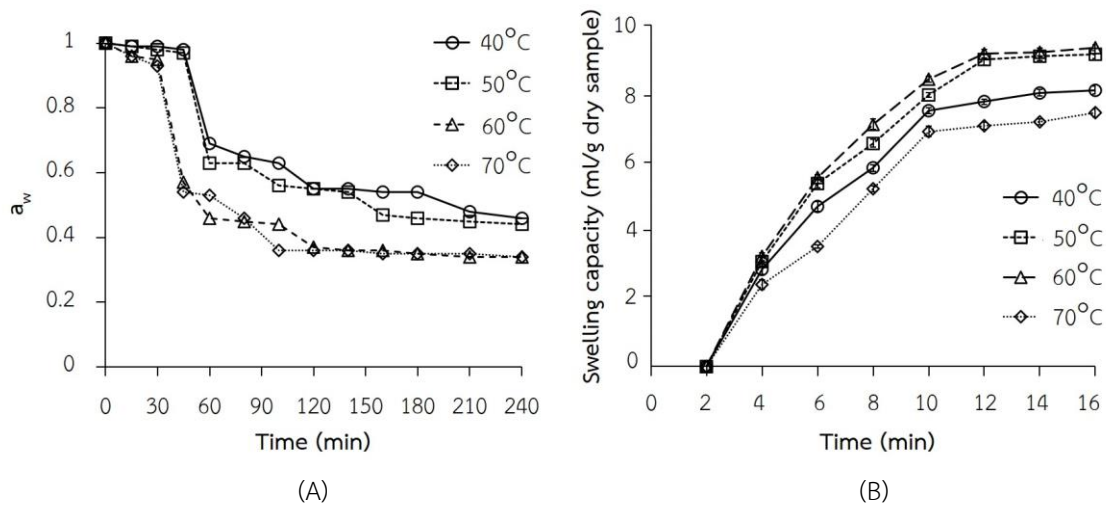 1
0.8
0.6
0.4
0.2
0
a_w
0 30 60 90 120 150 180 210 240
Time (min)
40°C
50°C
60°C
70°C
(A)
10
8
6
4
2
0
Swelling capacity (ml/g dry sample)
0 2 4 6 8 10 12 14 16
Time (min)
40°C
50°C
60°C
70°C
(B)